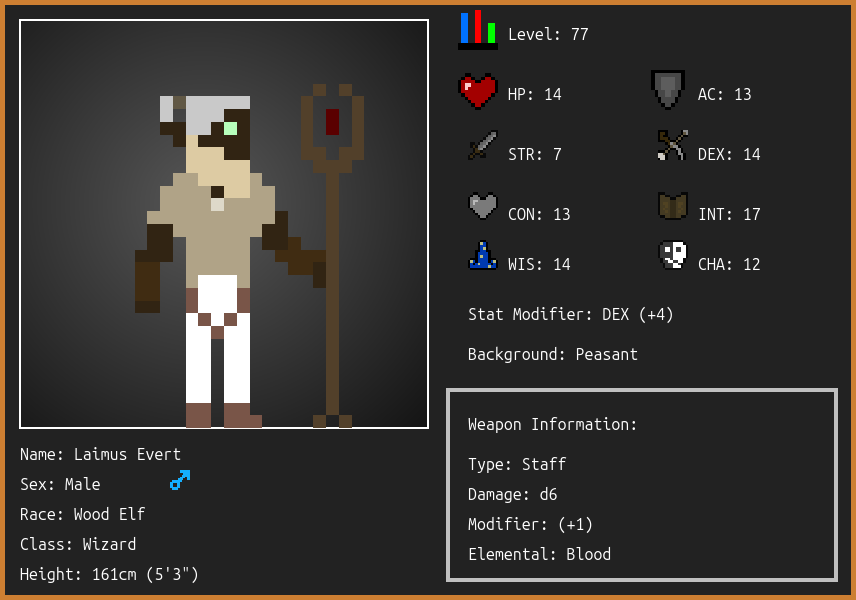 Level: 77
HP: 14
AC: 13
STR: 7
DEX: 14
CON: 13
INT: 17
WIS: 14
CHA: 12
Stat Modifier: DEX (+4)
Background: Peasant
Weapon Information:
Type: Staff
Damage: d6
Modifier: (+1)
Elemental: Blood
Name: Laimus Evert
Sex: Male
Race: Wood Elf
Class: Wizard
Height: 161cm (5'3")